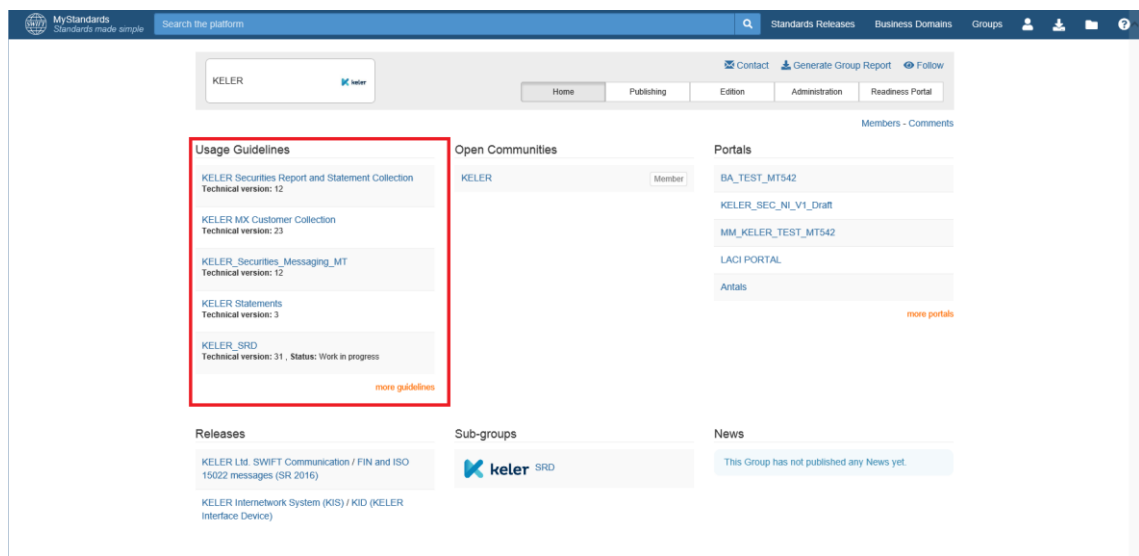 MyStandards
Standards made simple
Search the platform
Standards Releases
Business Domains
Groups
KELER
keler
Contact
Generate Group Report
Follow
Home
Publishing
Edition
Administration
Readiness Portal
Members - Comments
Usage Guidelines
KELER Securities Report and Statement Collection
Technical version: 12
KELER MX Customer Collection
Technical version: 23
KELER_Securities_Messaging_MT
Technical version: 12
KELER Statements
Technical version: 3
KELER_SRD
Technical version: 31 , Status: Work in progress
more guidelines
Open Communities
KELER
Member
Portals
BA_TEST_MT542
KELER_SEC_NI_V1_Draft
MM_KELER_TEST_MT542
LACI PORTAL
Antals
more portals
Releases
KELER Ltd. SWIFT Communication / FIN and ISO
15022 messages (SR 2016)
KELER Internetwork System (KIS) / KID (KELER
Interface Device)
Sub-groups
keler
SRD
News
This Group has not published any News yet.